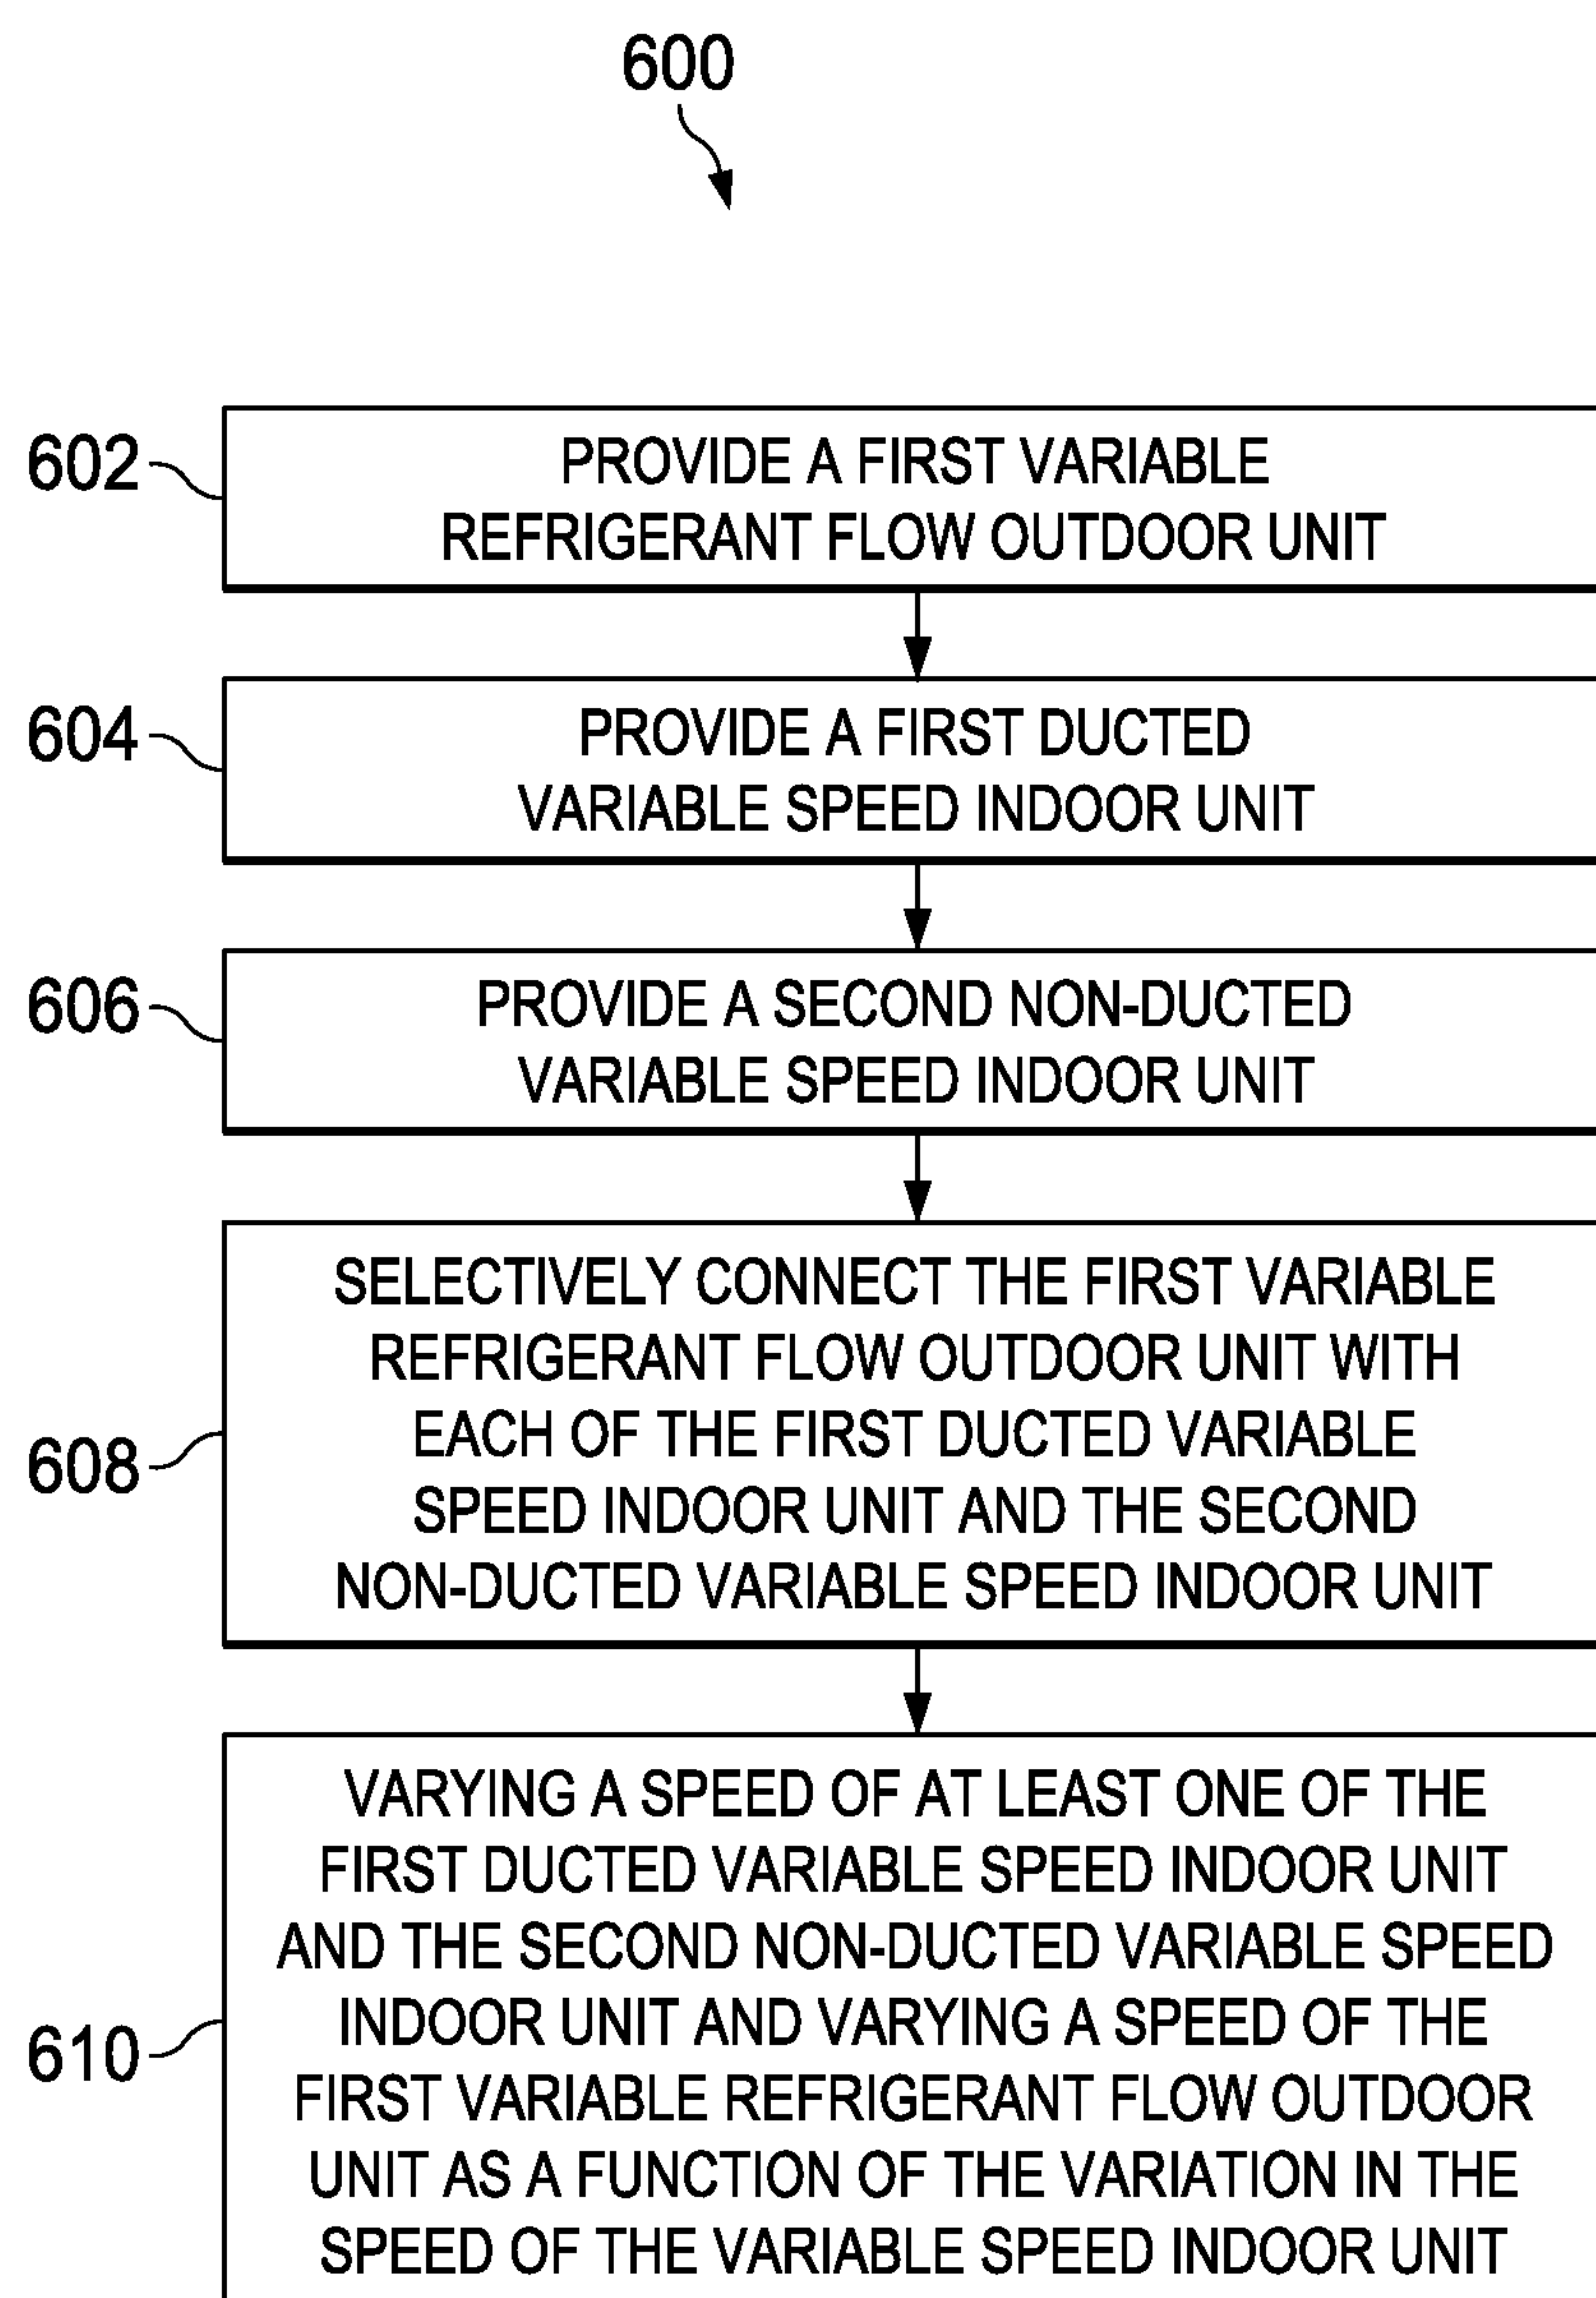 600
602
PROVIDE A FIRST VARIABLE
REFRIGERANT FLOW OUTDOOR UNIT
604
PROVIDE A FIRST DUCTED
VARIABLE SPEED INDOOR UNIT
606
PROVIDE A SECOND NON-DUCTED
VARIABLE SPEED INDOOR UNIT
608
SELECTIVELY CONNECT THE FIRST VARIABLE
REFRIGERANT FLOW OUTDOOR UNIT WITH
EACH OF THE FIRST DUCTED VARIABLE
SPEED INDOOR UNIT AND THE SECOND
NON-DUCTED VARIABLE SPEED INDOOR UNIT
610
VARYING A SPEED OF AT LEAST ONE OF THE
FIRST DUCTED VARIABLE SPEED INDOOR UNIT
AND THE SECOND NON-DUCTED VARIABLE SPEED
INDOOR UNIT AND VARYING A SPEED OF THE
FIRST VARIABLE REFRIGERANT FLOW OUTDOOR
UNIT AS A FUNCTION OF THE VARIATION IN THE
SPEED OF THE VARIABLE SPEED INDOOR UNIT